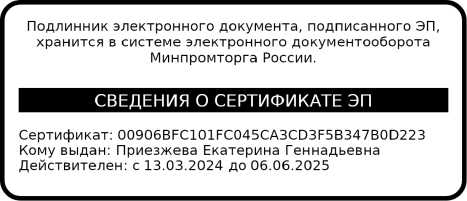 Подлинник электронного документа, подписанного ЭП,
хранится в системе электронного документооборота
Минпромторга России.
СВЕДЕНИЯ О СЕРТИФИКАТЕ ЭП
Сертификат: 00906BFC101FC045CA3CD3F5B347B0D223
Кому выдан: Приезжева Екатерина Геннадьевна
Действителен: с 13.03.2024 до 06.06.2025